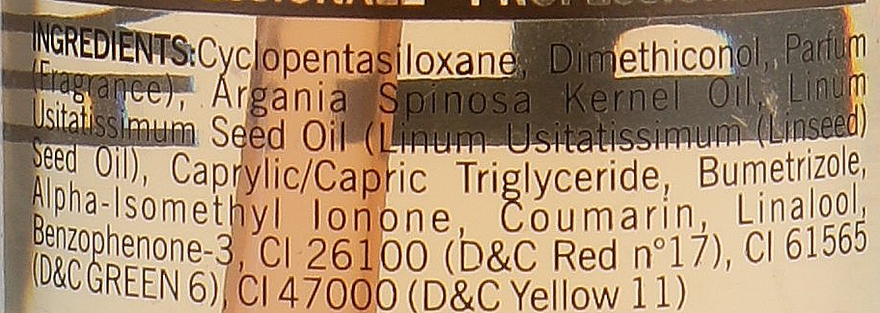 INGREDIENTS:Cyclopentasiloxane, Dimethiconol, Parfum
(Fragrance), Argania Spinosa Kernel Oil, Linum
Usitatissimum Seed Oil (Linum Usitatissimum (Linseed)
Seed Oil), Caprylic/Capric Triglyceride, Bumetrizole,
Alpha-Isomethyl Ionone, Coumarin, Linalool,
Benzophenone-3, CI 26100 (D&C Red n°17), CI 61565
(D&C GREEN 6), CI 47000 (D&C Yellow 11)